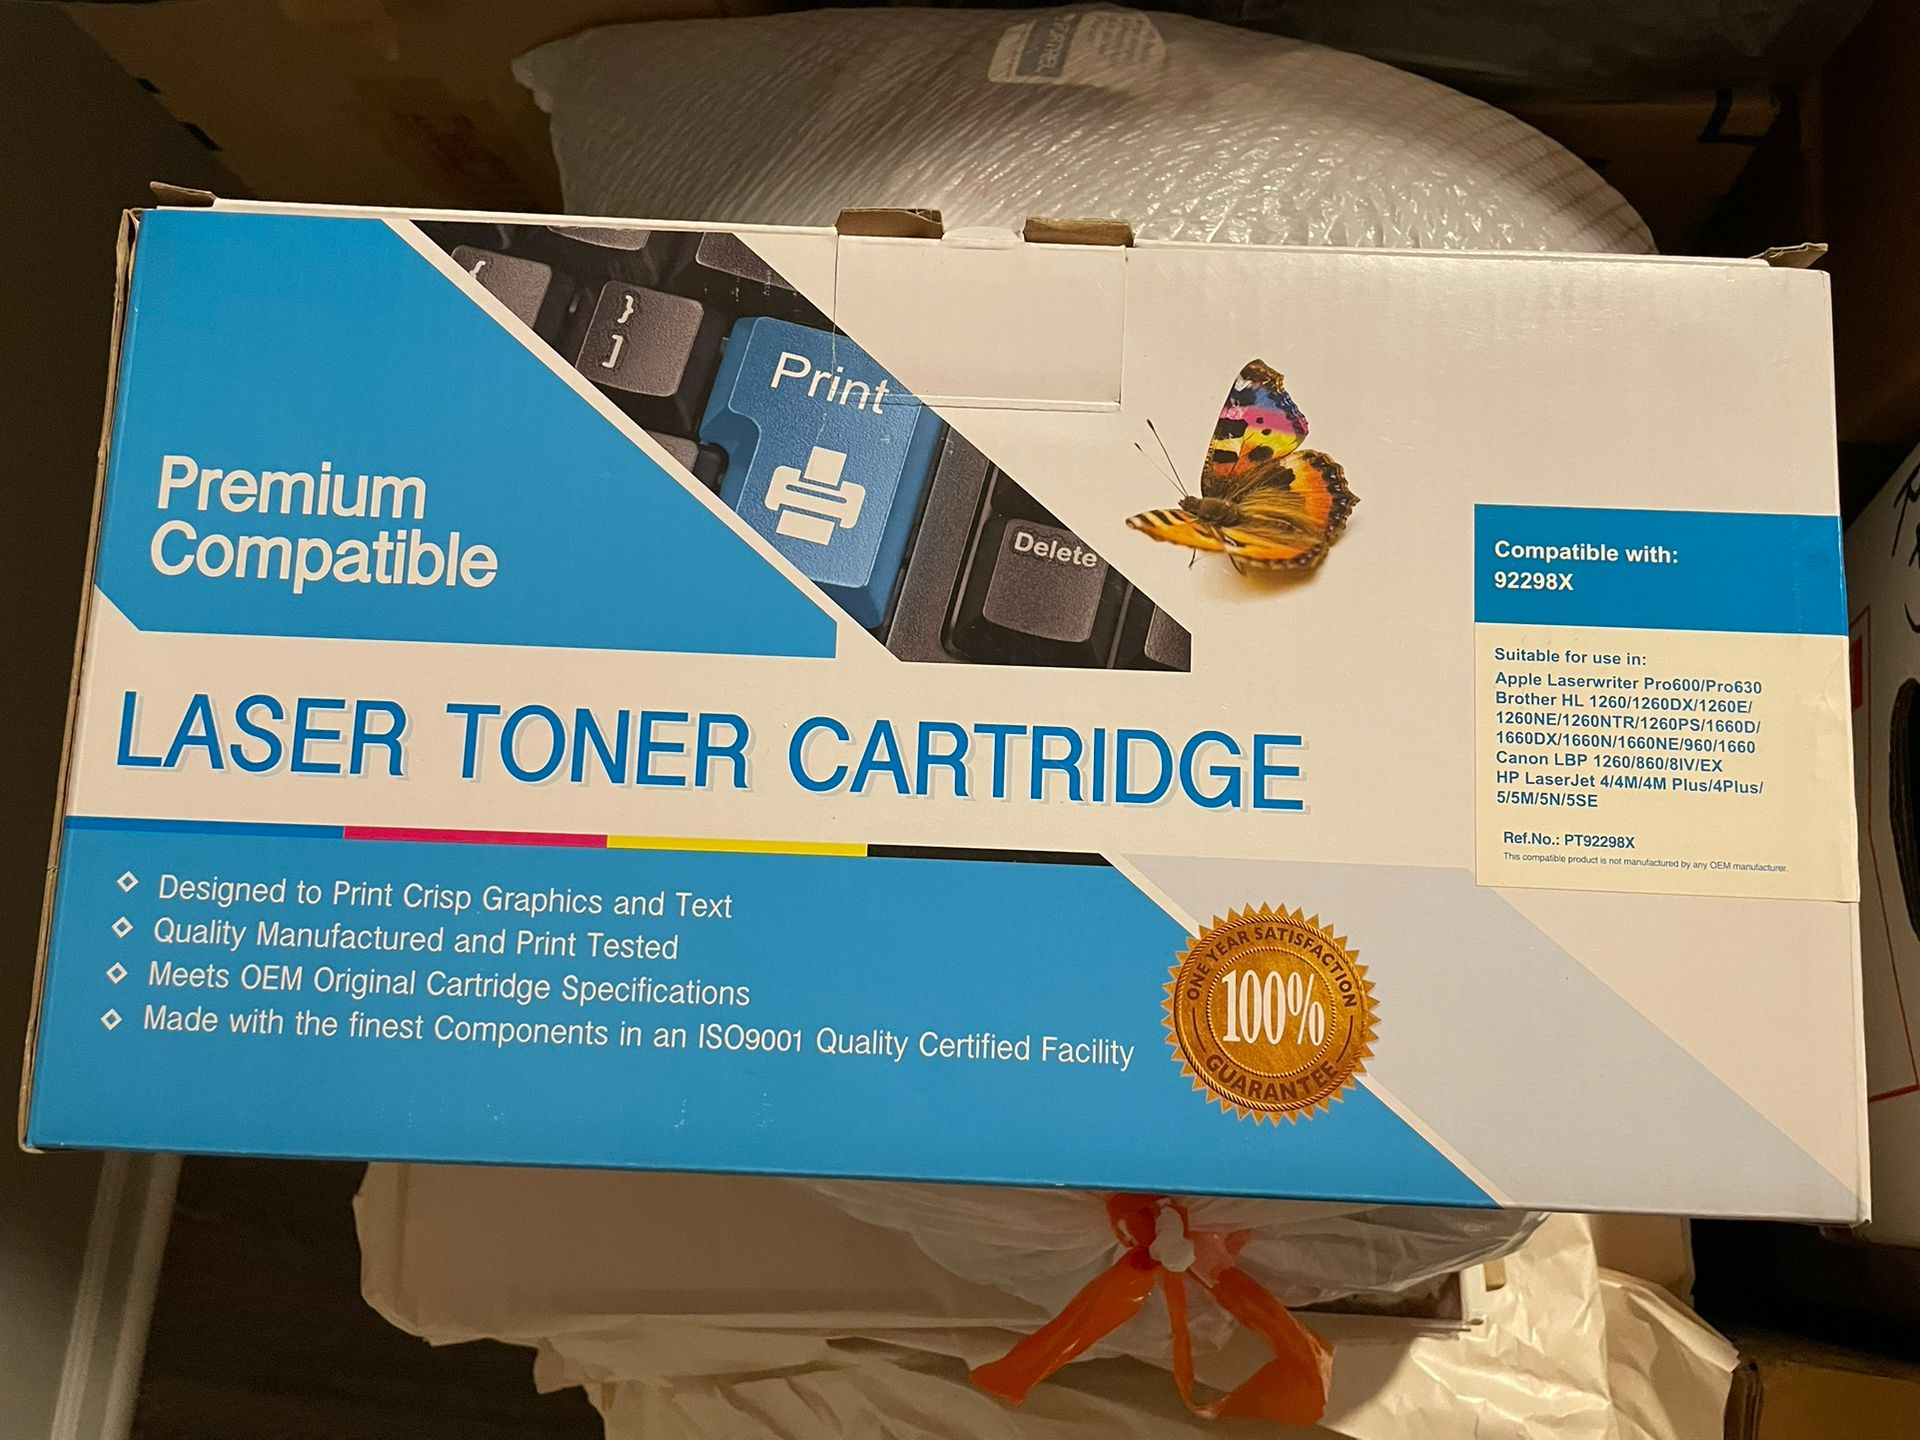 {
}
]
Print
Delete
Premium
Compatible
LASER TONER CARTRIDGE
Compatible with:
92298X
Suitable for use in:
Apple Laserwriter Pro600/Pro630
Brother HL 1260/1260DX/1260E/
1260NE/1260NTR/1260PS/1660D/
1660DX/1660N/1660NE/960/1660
Canon LBP 1260/860/8IV/EX
HP LaserJet 4/4M/4M Plus/4Plus/
5/5M/5N/5SE
Ref.No.: PT92298X
This compatible product is not manufactured by any OEM manufacturer.
Designed to Print Crisp Graphics and Text
Quality Manufactured and Print Tested
Meets OEM Original Cartridge Specifications
Made with the finest Components in an ISO9001 Quality Certified Facility
ONE YEAR SATISFACTION
100%
GUARANTEE